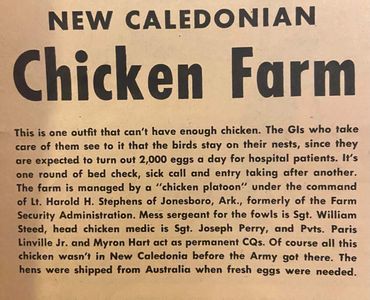 NEW CALEDONIAN
Chicken Farm
This is one outfit that can't have enough chicken. The GIs who take
care of them see to it that the birds stay on their nests, since they
are expected to turn out 2,000 eggs a day for hospital patients. It's
one round of bed check, sick call and entry taking after another.
The farm is managed by a "chicken platoon" under the command
of Lt. Harold H. Stephens of Jonesboro, Ark., formerly of the Farm
Security Administration. Mess sergeant for the fowls is Sgt. William
Steed, head chicken medic is Sgt. Joseph Perry, and Pvts. Paris
Linville Jr. and Myron Hart act as permanent CQs. Of course all this
chicken wasn't in New Caledonia before the Army got there. The
hens were shipped from Australia when fresh eggs were needed.